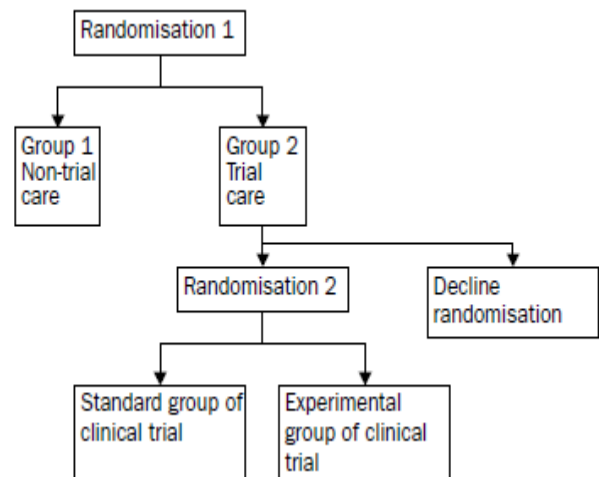 Randomisation 1
Group 1
Non-trial
care
Group 2
Trial
care
Randomisation 2
Decline
randomisation
Standard group of
clinical trial
Experimental
group of clinical
trial